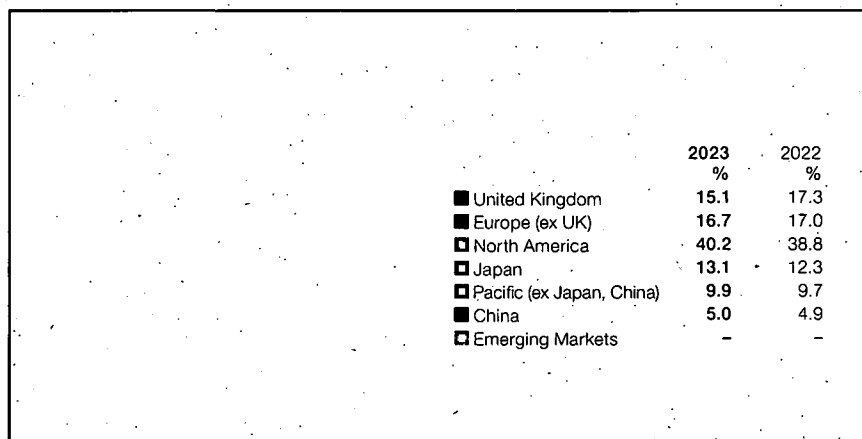 2023 2022
% %
United Kingdom 15.1 17.3
Europe (ex UK) 16.7 17.0
North America 40.2 38.8
Japan 13.1 12.3
Pacific (ex Japan, China) 9.9 9.7
China 5.0 4.9
Emerging Markets – –